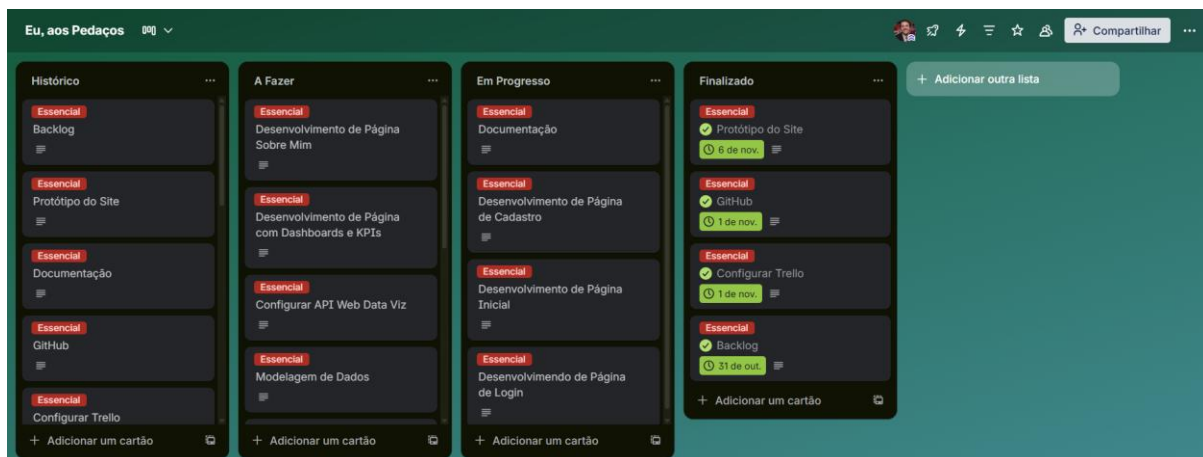 Eu, aos Pedaços
Compartilhar
Histórico
Essencial
Backlog
Essencial
Protótipo do Site
Essencial
Documentação
Essencial
GitHub
Essencial
Configurar Trello
+ Adicionar um cartão
A Fazer
Essencial
Desenvolvimento de Página
Sobre Mim
Essencial
Desenvolvimento de Página
com Dashboards e KPIs
Essencial
Configurar API Web Data Viz
Essencial
Modelagem de Dados
+ Adicionar um cartão
Em Progresso
Essencial
Documentação
Essencial
Desenvolvimento de Página
de Cadastro
Essencial
Desenvolvimento de Página
Inicial
Essencial
Desenvolvimendo de Página
de Login
+ Adicionar um cartão
Finalizado
Essencial
Protótipo do Site
6 de nov.
Essencial
GitHub
1 de nov.
Essencial
Configurar Trello
1 de nov.
Essencial
Backlog
31 de out.
+ Adicionar um cartão
+ Adicionar outra lista